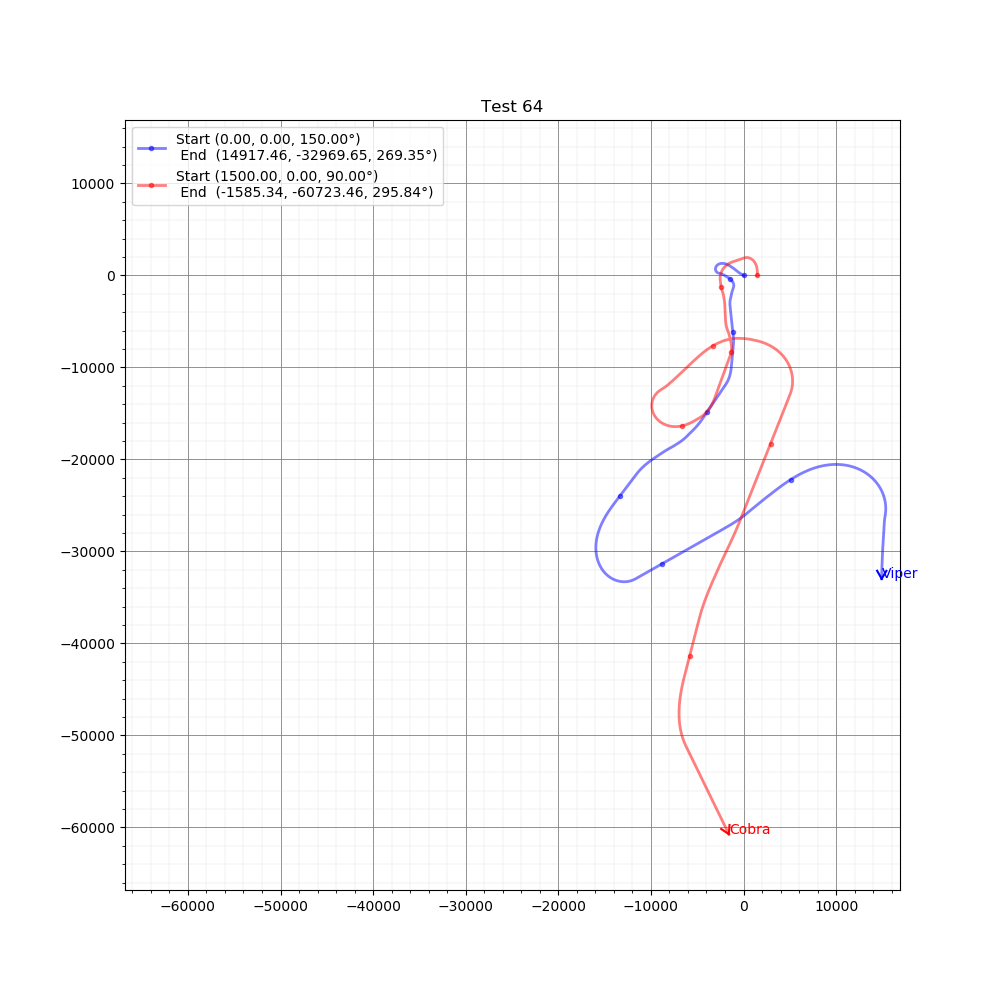 Test 64
Start (0.00, 0.00, 150.00°)
End  (14917.46, -32969.65, 269.35°)
Start (1500.00, 0.00, 90.00°)
End  (-1585.34, -60723.46, 295.84°)
10000
0
−10000
−20000
−30000
−40000
−50000
−60000
Viper
Cobra
−60000 −50000 −40000 −30000 −20000 −10000 0 10000